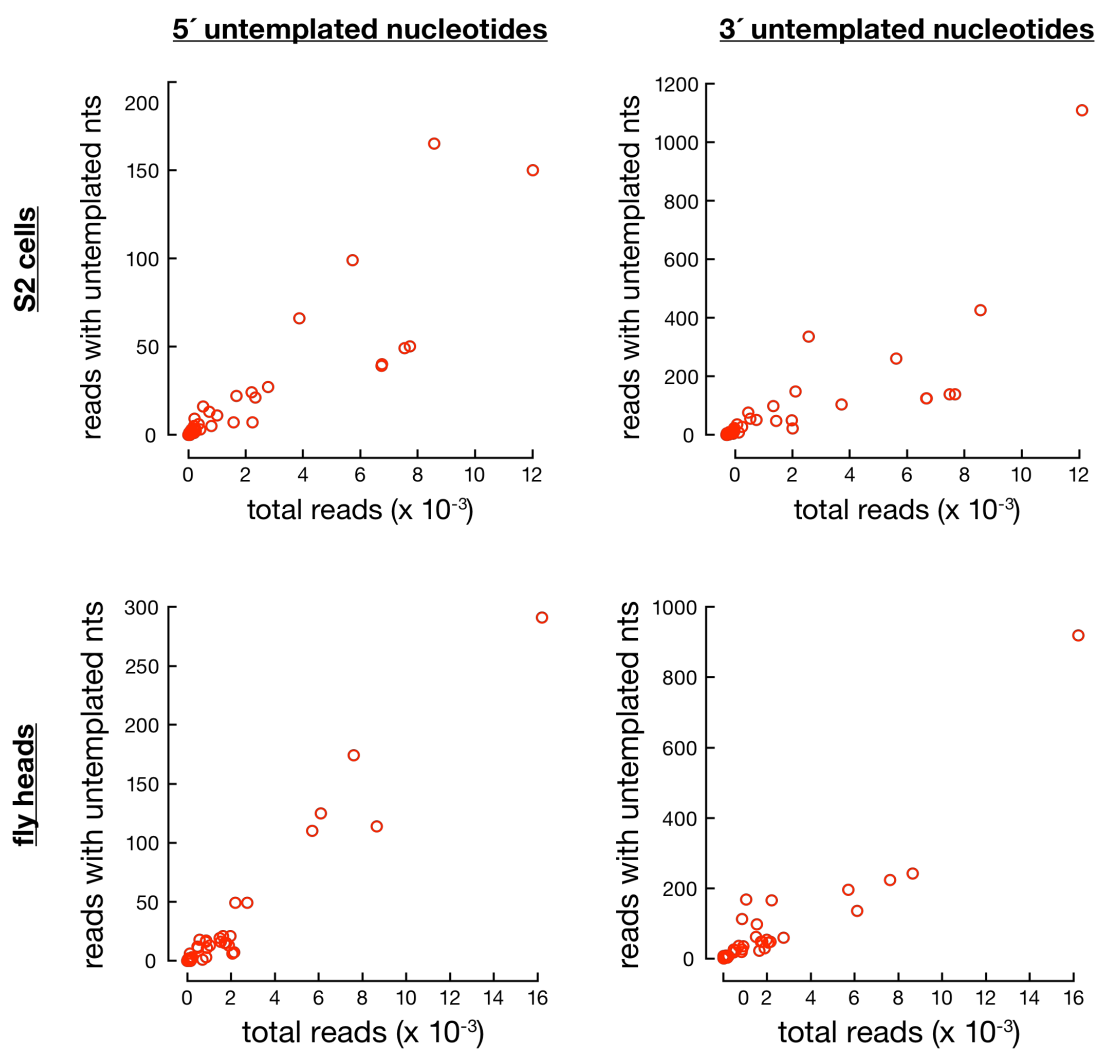 5´ untemplated nucleotides
3´ untemplated nucleotides
S2 cells
reads with untemplated nts
200
150
100
50
0
0 2 4 6 8 10 12
total reads (x 10-3)
reads with untemplated nts
1200
1000
800
600
400
200
0
0 2 4 6 8 10 12
total reads (x 10-3)
fly heads
reads with untemplated nts
300
250
200
150
100
50
0
0 2 4 6 8 10 12 14 16
total reads (x 10-3)
reads with untemplated nts
1000
800
600
400
200
0
0 2 4 6 8 10 12 14 16
total reads (x 10-3)